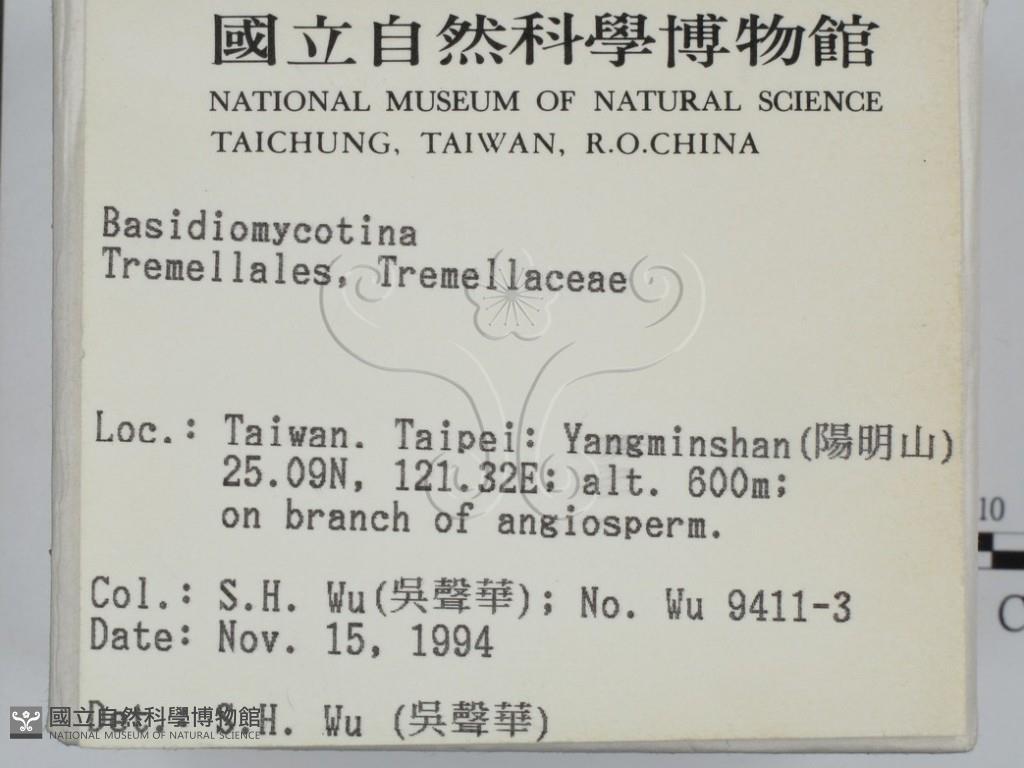 國立自然科學博物館
NATIONAL MUSEUM OF NATURAL SCIENCE
TAICHUNG, TAIWAN, R.O.CHINA
Basidiomycotina
Tremellales, Tremellaceae
Loc.: Taiwan. Taipei: Yangminshan(陽明山)
25.09N, 121.32E; alt. 600m;
on branch of angiosperm.
10
Col.: S.H. Wu(吳聲華); No. Wu 9411-3
C
Date: Nov. 15, 1994
Det.: S.H. Wu (吳聲華)
國立自然科學博物館
NATIONAL MUSEUM OF NATURAL SCIENCE